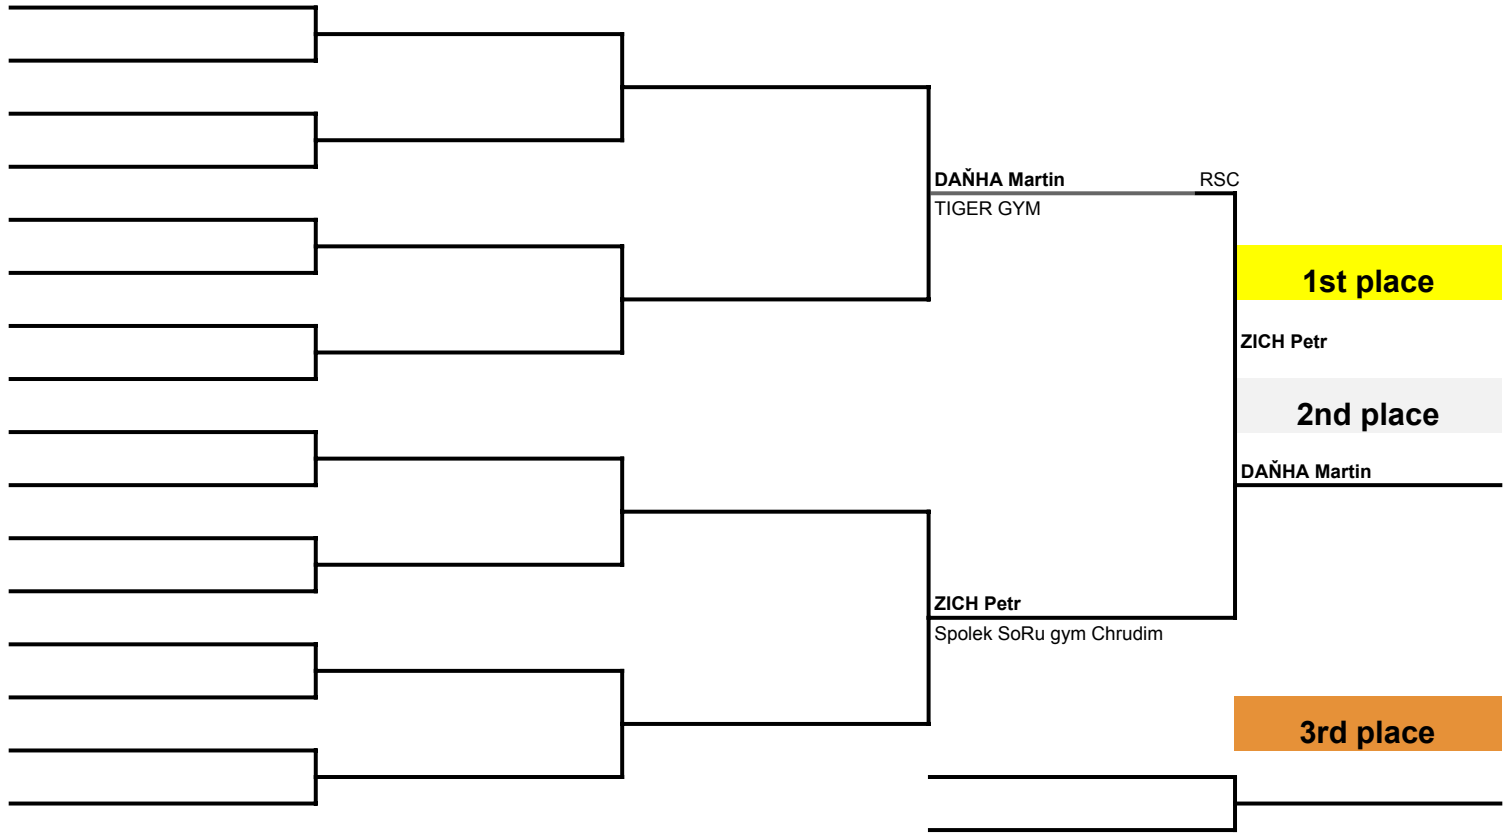 DAŇHA Martin RSC
TIGER GYM
1st place
ZICH Petr
2nd place
DAŇHA Martin
ZICH Petr
Spolek SoRu gym Chrudim
3rd place